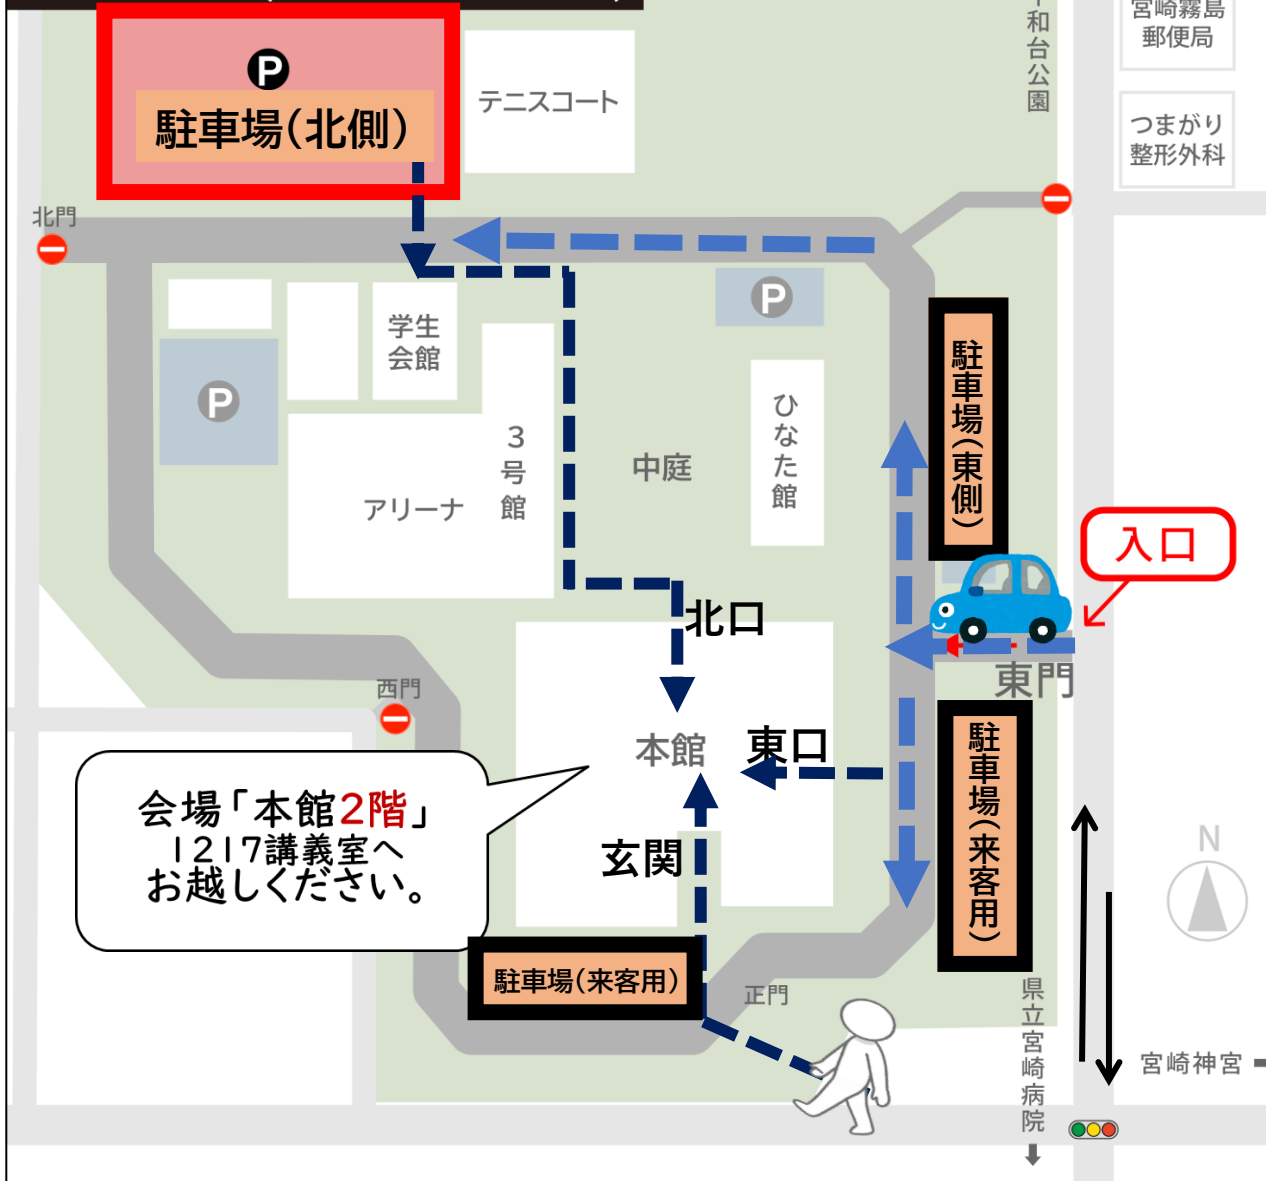 平和台公園
宮崎霧島
郵便局
P
駐車場(北側)
テニスコート
つまがり
整形外科
北門
P
学生
会館
駐車場(東側)
P
ひなた館
3号館
中庭
アリーナ
入口
北口
東門
西門
本館
東口
駐車場(来客用)
会場「本館2階」
1217講義室へ
お越しください。
玄関
N
駐車場(来客用)
正門
県立宮崎病院
宮崎神宮